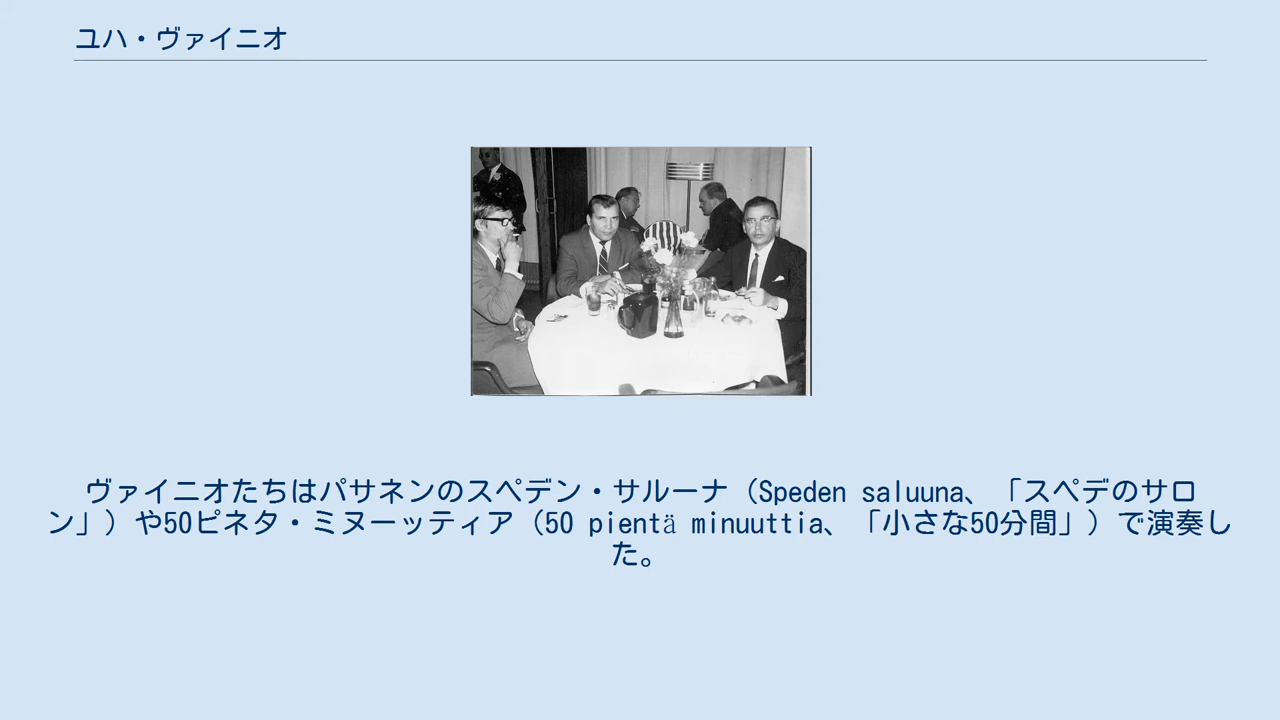 ユハ・ヴァイニオ
ヴァイニオたちはパサネンのスペデン・サルーナ（Speden saluuna、「スペデのサロ
ン」）や50ピネタ・ミヌーッティア（50 pientä minuuttia、「小さな50分間」）で演奏し
た。